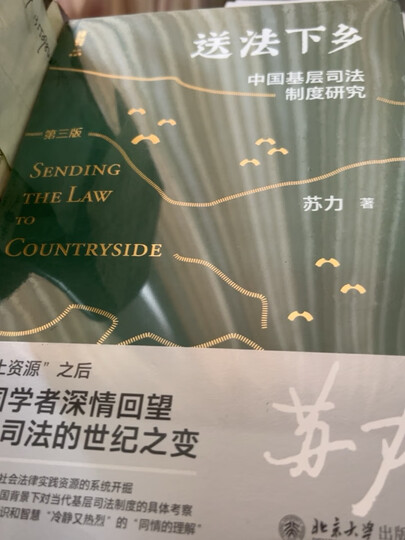 送法下乡
中国基层司法
制度研究
第三版
SENDING
THE LAW
TO
COUNTRYSIDE
苏力 著
土资源”之后
国学者深情回望
司法的世纪之变
社会法律实践资源的系统开掘
国背景下对当代基层司法制度的具体考察
识和智慧“冷静又热烈”的“同情的理解”
苏力
北京大学出版